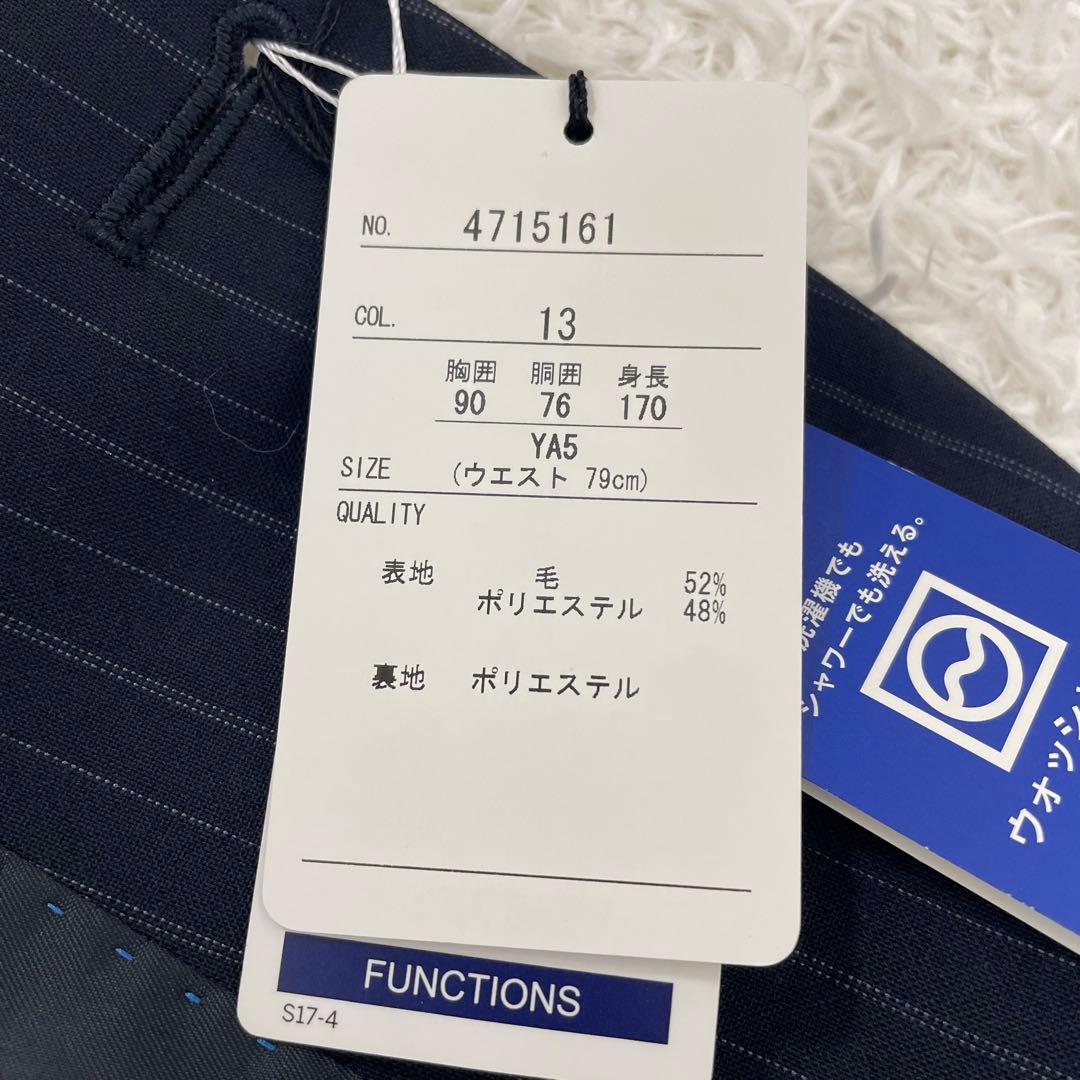 NO. 4715161
COL. 13
胸囲 胴囲 身長
90 76 170
YA5
SIZE (ウエスト 79cm)
QUALITY
表地 毛 52%
ポリエステル 48%
裏地 ポリエステル
FUNCTIONS
S17-4
洗濯機でも
シャワーでも洗える。
ウォッシ